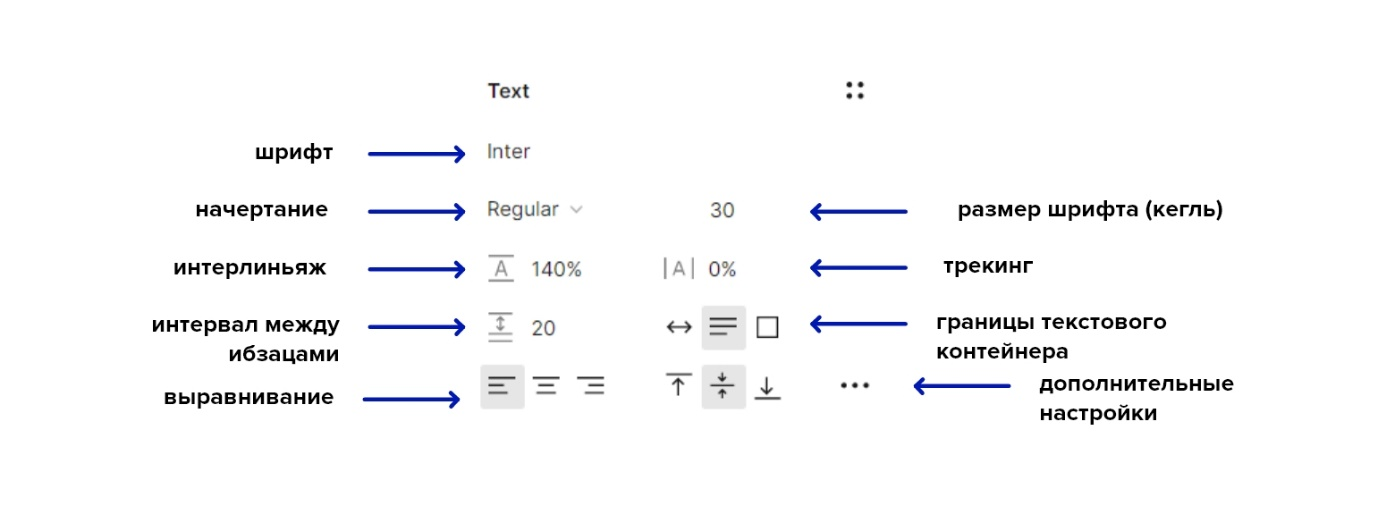 Text
шрифт Inter
начертание Regular 30 размер шрифта (кегль)
интерлиньяж A 140% |A| 0% трекинг
интервал между 20 границы текстового
ибзацами контейнера
выравнивание дополнительные
настройки